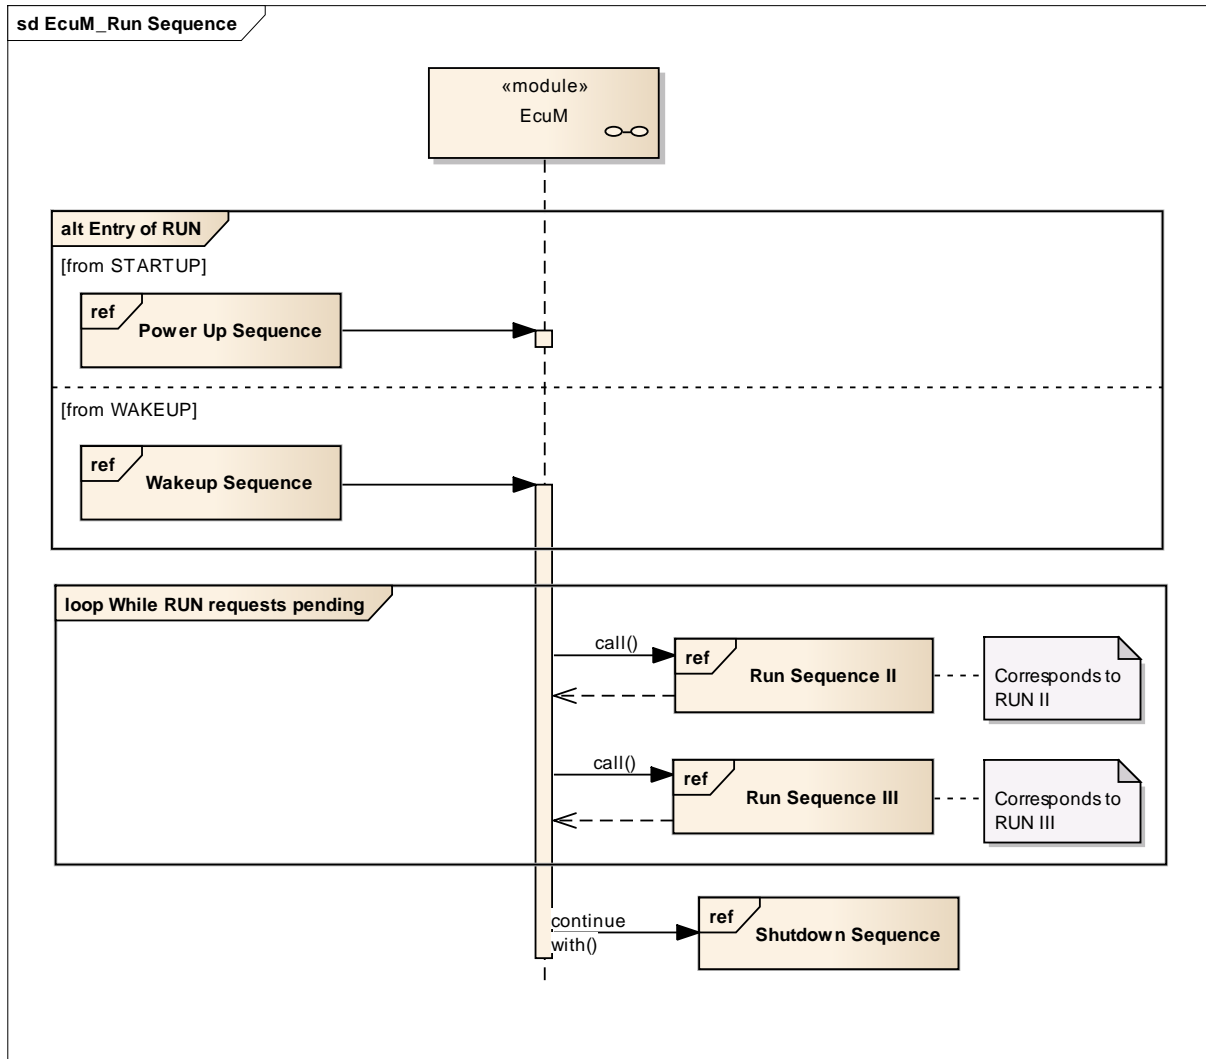 sd EcuM_Run Sequence
«module»
EcuM
alt Entry of RUN
[from STARTUP]
ref
Power Up Sequence
[from WAKEUP]
ref
Wakeup Sequence
loop While RUN requests pending
call()
ref
Run Sequence II
Corresponds to
RUN II
call()
ref
Run Sequence III
Corresponds to
RUN III
continue
with()
ref
Shutdown Sequence